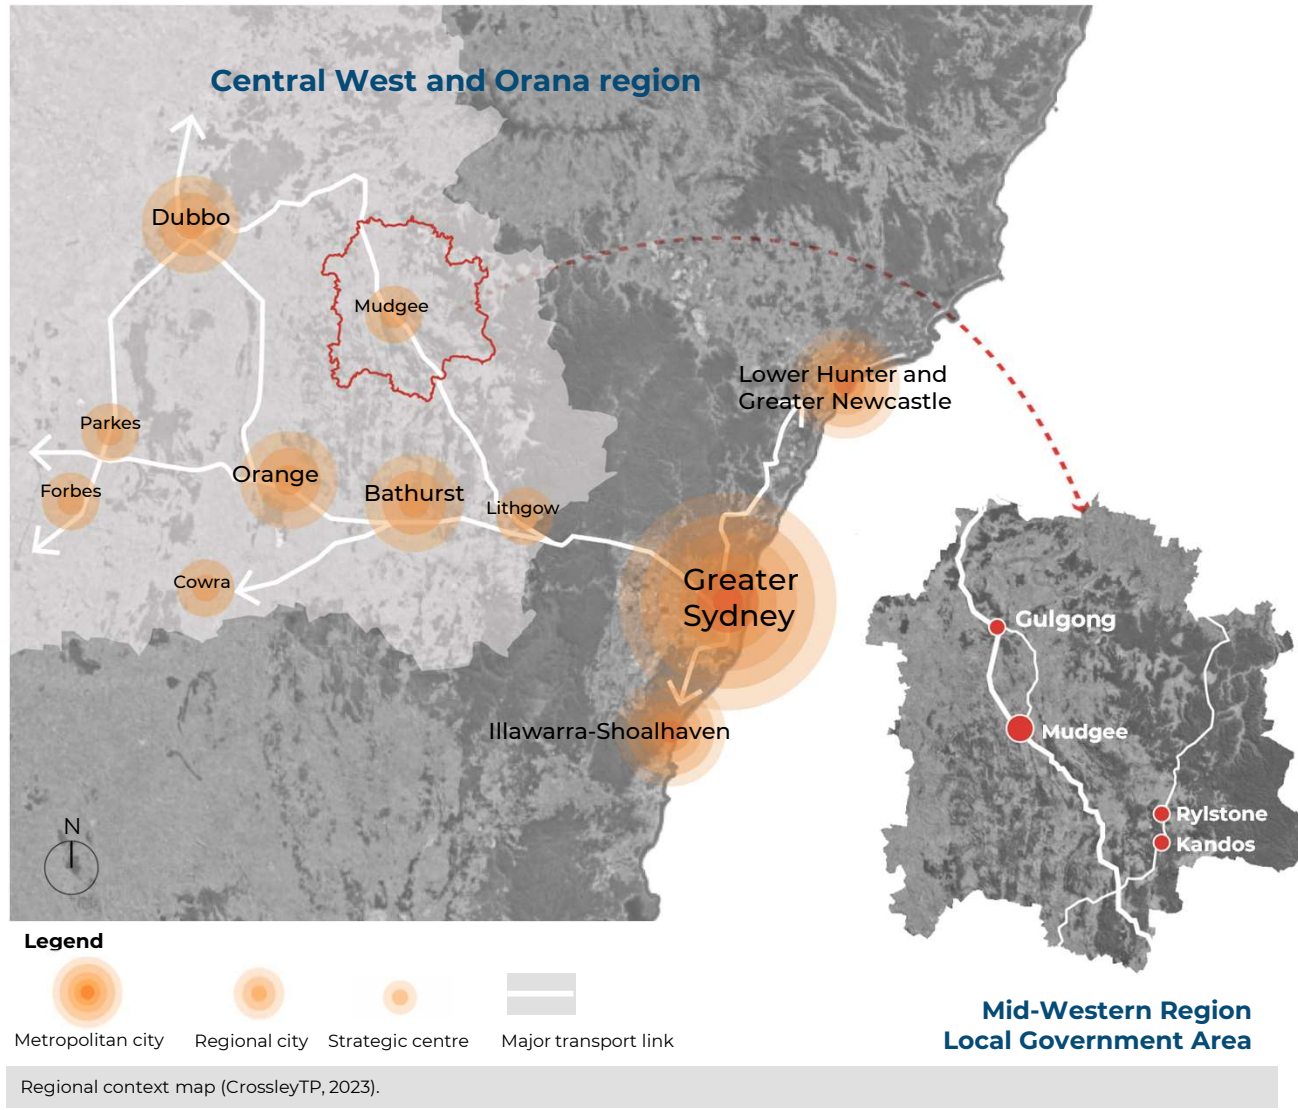 Central West and Orana region
Dubbo
Mudgee
Lower Hunter and
Greater Newcastle
Parkes
Orange
Forbes
Bathurst
Lithgow
Cowra
Greater
Sydney
Illawarra-Shoalhaven
Gulgong
Mudgee
Rylstone
Kandos
N
Legend
Metropolitan city
Regional city
Strategic centre
Major transport link
Mid-Western Region
Local Government Area
Regional context map (CrossleyTP, 2023).